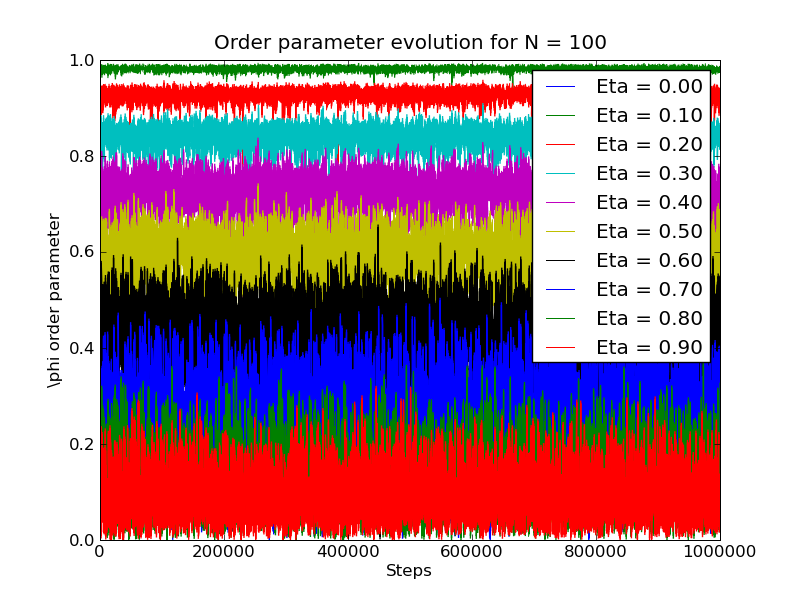 Order parameter evolution for N = 100
1.0
0.8
0.6
0.4
0.2
0.0
\phi order parameter
Eta = 0.00
Eta = 0.10
Eta = 0.20
Eta = 0.30
Eta = 0.40
Eta = 0.50
Eta = 0.60
Eta = 0.70
Eta = 0.80
Eta = 0.90
0 200000 400000 600000 800000 1000000
Steps